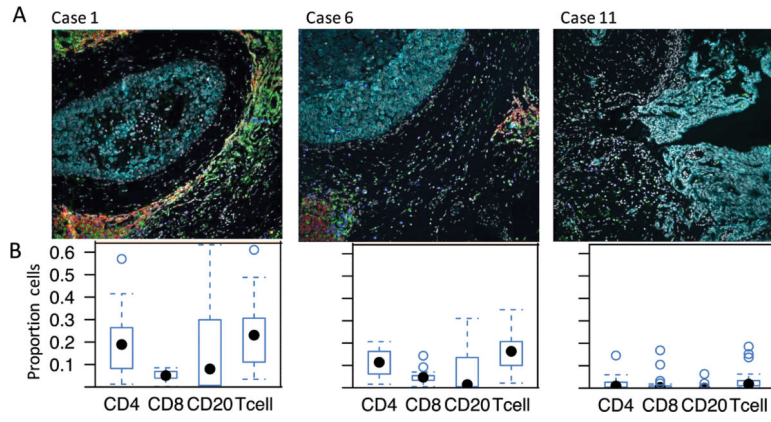 A
Case 1
Case 6
Case 11
B
Proportion cells
0.6
0.5
0.4
0.3
0.2
0.1
CD4 CD8 CD20 Tcell
CD4 CD8 CD20 Tcell
CD4 CD8 CD20 Tcell